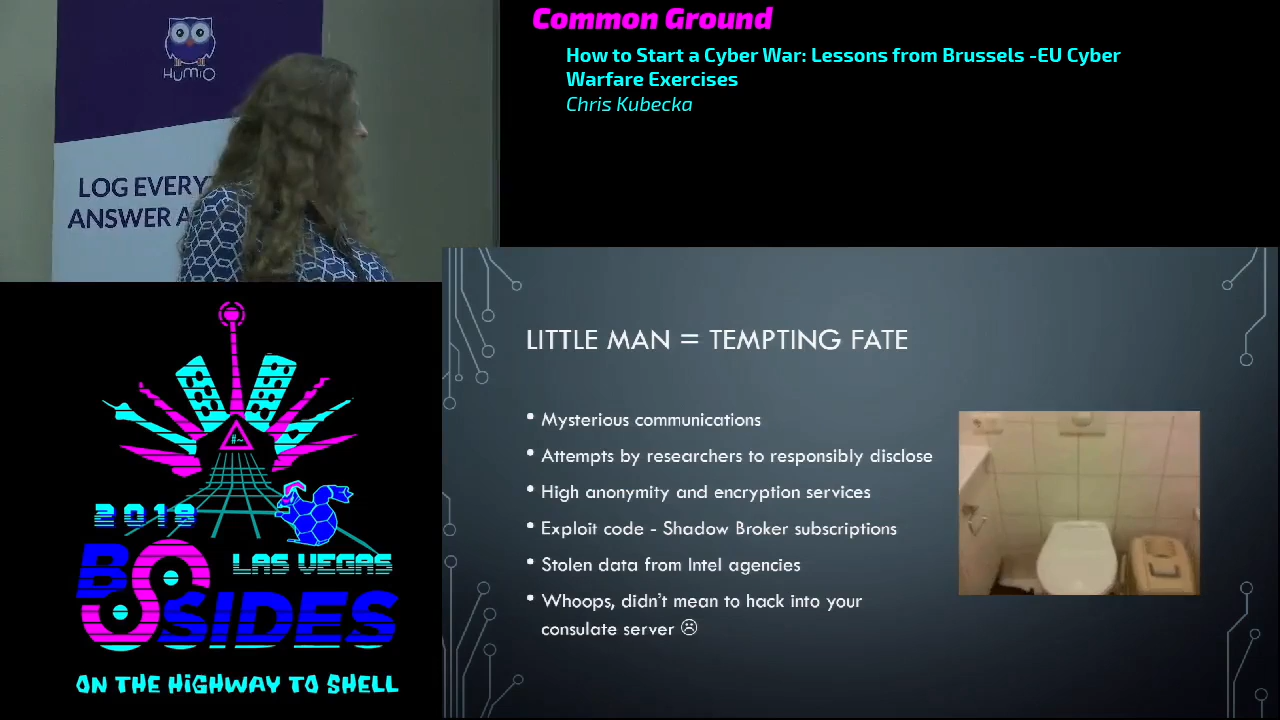 HUMIO
LOG EVERY
ANSWER A
Common Ground
How to Start a Cyber War: Lessons from Brussels -EU Cyber
Warfare Exercises
Chris Kubecka
LITTLE MAN = TEMPTING FATE
• Mysterious communications
• Attempts by researchers to responsibly disclose
• High anonymity and encryption services
• Exploit code - Shadow Broker subscriptions
• Stolen data from Intel agencies
• Whoops, didn't mean to hack into your
consulate server ☹
#~
2019
LAS VEGAS
BSIDES
ON THE HIGHWAY TO SHELL